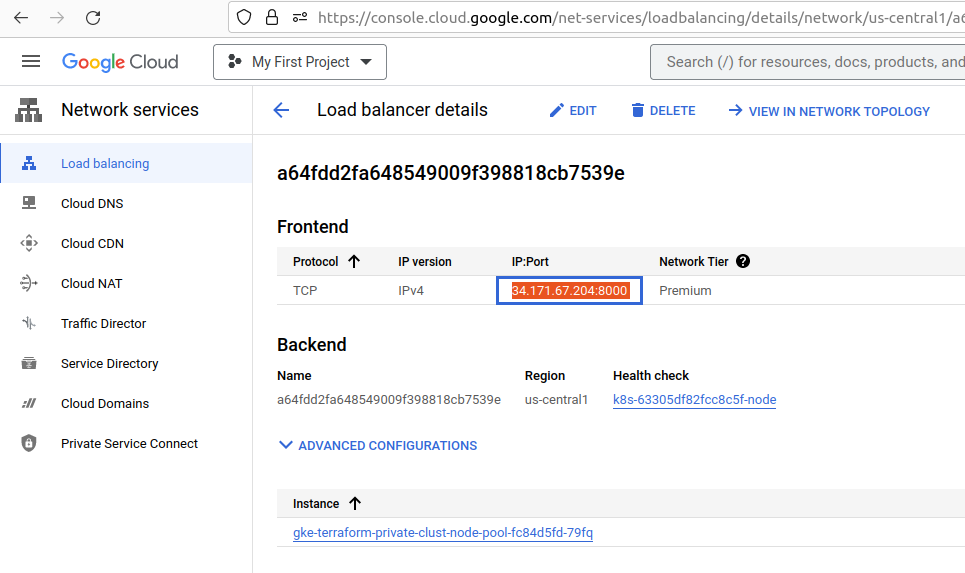 https://console.cloud.google.com/net-services/loadbalancing/details/network/us-central1/a6
Google Cloud
My First Project
Search (/) for resources, docs, products, and
Network services
Load balancer details
EDIT
DELETE
VIEW IN NETWORK TOPOLOGY
Load balancing
Cloud DNS
Cloud CDN
Cloud NAT
Traffic Director
Service Directory
Cloud Domains
Private Service Connect
a64fdd2fa648549009f398818cb7539e
Frontend
Protocol IP version IP:Port Network Tier ?
TCP IPv4 34.171.67.204:8000 Premium
Backend
Name Region Health check
a64fdd2fa648549009f398818cb7539e us-central1 k8s-63305df82fcc8c5f-node
ADVANCED CONFIGURATIONS
Instance
gke-terraform-private-clust-node-pool-fc84d5fd-79fq